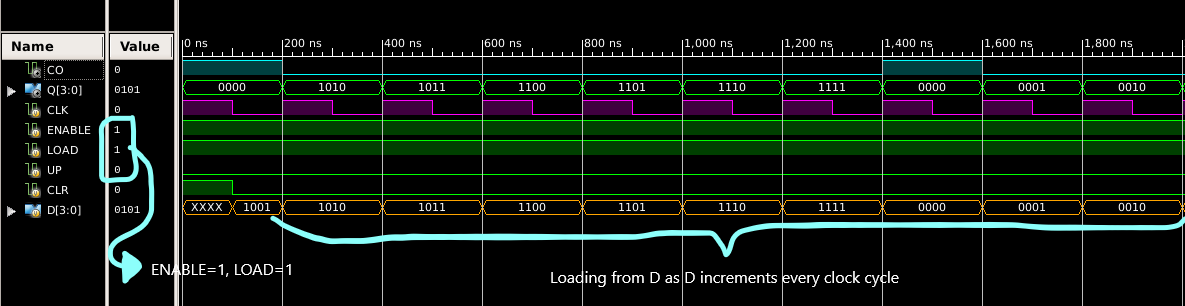 Name Value 0 ns 200 ns 400 ns 600 ns 800 ns 1,000 ns 1,200 ns 1,400 ns 1,600 ns 1,800 ns
CO 0
Q[3:0] 0101 0000 1010 1011 1100 1101 1110 1111 0000 0001 0010
CLK 0
ENABLE 1
LOAD 1
UP 0
CLR 0
D[3:0] 0101 XXXX 1001 1010 1011 1100 1101 1110 1111 0000 0001 0010
ENABLE=1, LOAD=1
Loading from D as D increments every clock cycle